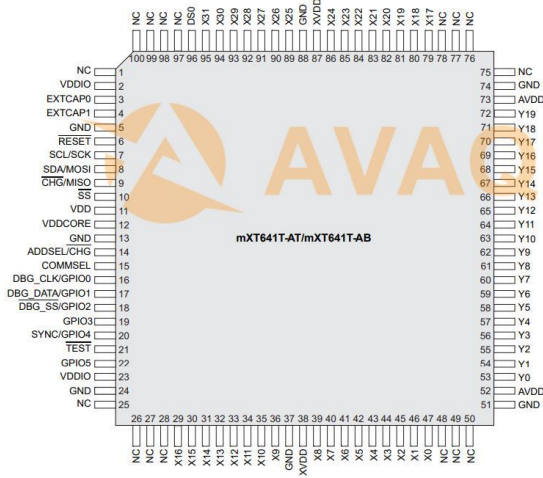 NC NC NC NC DS0 X31 X30 X29 X28 X27 X26 X25 GND XVDD X24 X23 X22 X21 X20 X19 X18 X17 NC NC NC
100 99 98 97 96 95 94 93 92 91 90 89 88 87 86 85 84 83 82 81 80 79 78 77 76
NC 1 75 NC
VDDIO 2 74 GND
EXTCAP0 3 73 AVDD
EXTCAP1 4 72 Y19
GND 5 71 Y18
RESET 6 70 Y17
SCL/SCK 7 69 Y16
SDA/MOSI 8 68 Y15
CHG/MISO 9 67 Y14
SS 10 66 Y13
VDD 11 65 Y12
VDDCORE 12 64 Y11
GND 13 63 Y10
ADDSEL/CHG 14 62 Y9
COMMSEL 15 61 Y8
DBG_CLK/GPIO0 16 60 Y7
DBG_DATA/GPIO1 17 59 Y6
DBG_SS/GPIO2 18 58 Y5
GPIO3 19 57 Y4
SYNC/GPIO4 20 56 Y3
TEST 21 55 Y2
GPIO5 22 54 Y1
VDDIO 23 53 Y0
GND 24 52 AVDD
NC 25 51 GND
mXT641T-AT/mXT641T-AB
AVAQ
26 27 28 29 30 31 32 33 34 35 36 37 38 39 40 41 42 43 44 45 46 47 48 49 50
NC NC NC X16 X15 X14 X13 X12 X11 X10 X9 GND XVDD X8 X7 X6 X5 X4 X3 X2 X1 X0 NC NC NC